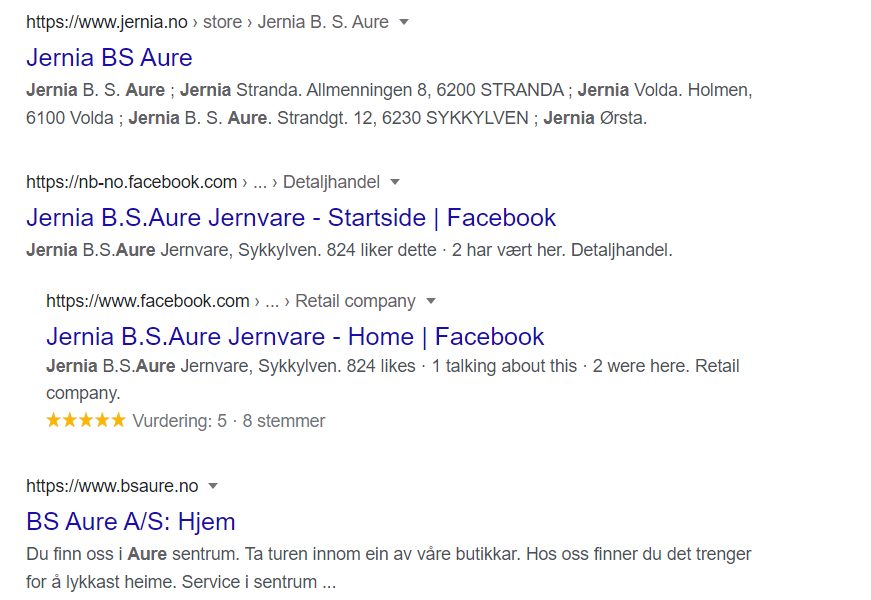 https://www.jernia.no › store › Jernia B. S. Aure
Jernia BS Aure
Jernia B. S. Aure ; Jernia Stranda. Allmenningen 8, 6200 STRANDA ; Jernia Volda. Holmen,
6100 Volda ; Jernia B. S. Aure. Strandgt. 12, 6230 SYKKYLVEN ; Jernia Ørsta.
https://nb-no.facebook.com › ... › Detaljhandel
Jernia B.S.Aure Jernvare - Startside | Facebook
Jernia B.S.Aure Jernvare, Sykkylven. 824 liker dette · 2 har vært her. Detaljhandel.
https://www.facebook.com › ... › Retail company
Jernia B.S.Aure Jernvare - Home | Facebook
Jernia B.S.Aure Jernvare, Sykkylven. 824 likes · 1 talking about this · 2 were here. Retail
company.
★★★★★ Vurdering: 5 · 8 stemmer
https://www.bsaure.no
BS Aure A/S: Hjem
Du finn oss i Aure sentrum. Ta turen innom ein av våre butikkar. Hos oss finner du det trenger
for å lykkast heime. Service i sentrum ...